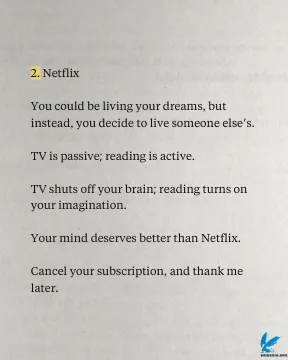 2. Netflix
You could be living your dreams, but
instead, you decide to live someone else's.
TV is passive; reading is active.
TV shuts off your brain; reading turns on
your imagination.
Your mind deserves better than Netflix.
Cancel your subscription, and thank me
later.